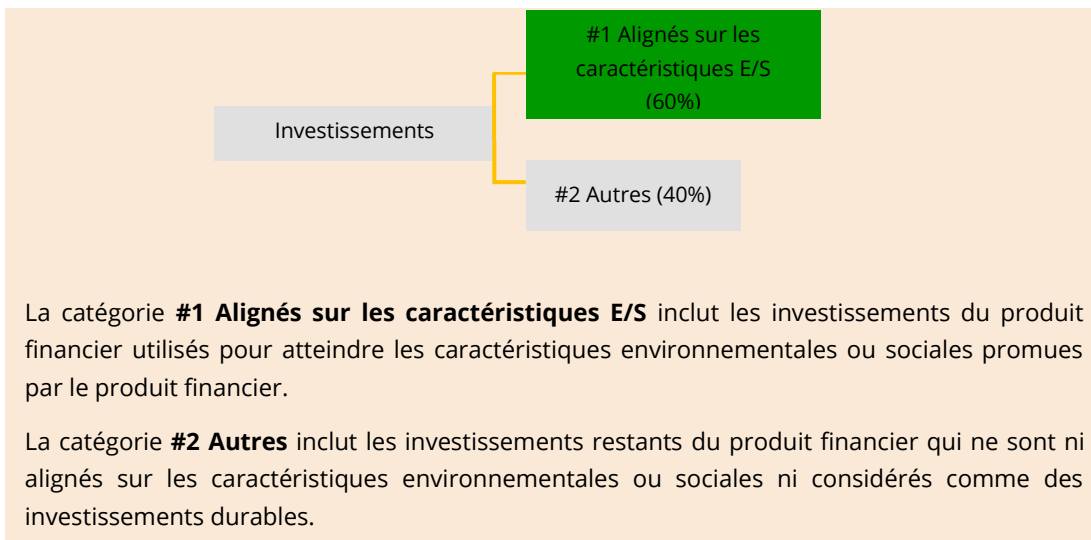 #1 Alignés sur les
caractéristiques E/S
(60%)
Investissements
#2 Autres (40%)
La catégorie #1 Alignés sur les caractéristiques E/S inclut les investissements du produit
financier utilisés pour atteindre les caractéristiques environnementales ou sociales promues
par le produit financier.
La catégorie #2 Autres inclut les investissements restants du produit financier qui ne sont ni
alignés sur les caractéristiques environnementales ou sociales ni considérés comme des
investissements durables.